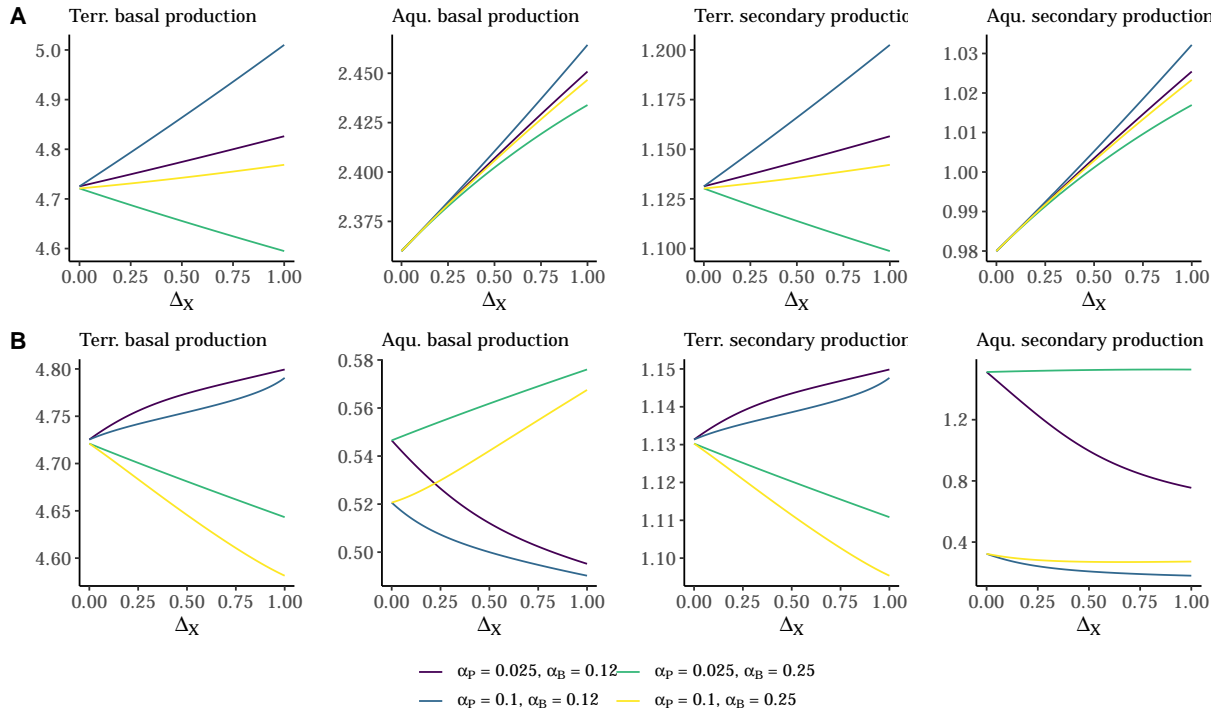 A
Terr. basal production
Aqu. basal production
Terr. secondary productio
Aqu. secondary production
5.0
4.9
4.8
4.7
4.6
0.00 0.25 0.50 0.75 1.00
ΔX
2.450
2.425
2.400
2.375
0.00 0.25 0.50 0.75 1.00
ΔX
1.200
1.175
1.150
1.125
1.100
0.00 0.25 0.50 0.75 1.00
ΔX
1.03
1.02
1.01
1.00
0.99
0.98
0.00 0.25 0.50 0.75 1.00
ΔX
B
Terr. basal production
Aqu. basal production
Terr. secondary production
Aqu. secondary production
4.80
4.75
4.70
4.65
4.60
0.00 0.25 0.50 0.75 1.00
ΔX
0.58
0.56
0.54
0.52
0.50
0.00 0.25 0.50 0.75 1.00
ΔX
1.15
1.14
1.13
1.12
1.11
1.10
0.00 0.25 0.50 0.75 1.00
ΔX
1.2
0.8
0.4
0.00 0.25 0.50 0.75 1.00
ΔX
αP = 0.025, αB = 0.12
αP = 0.025, αB = 0.25
αP = 0.1, αB = 0.12
αP = 0.1, αB = 0.25